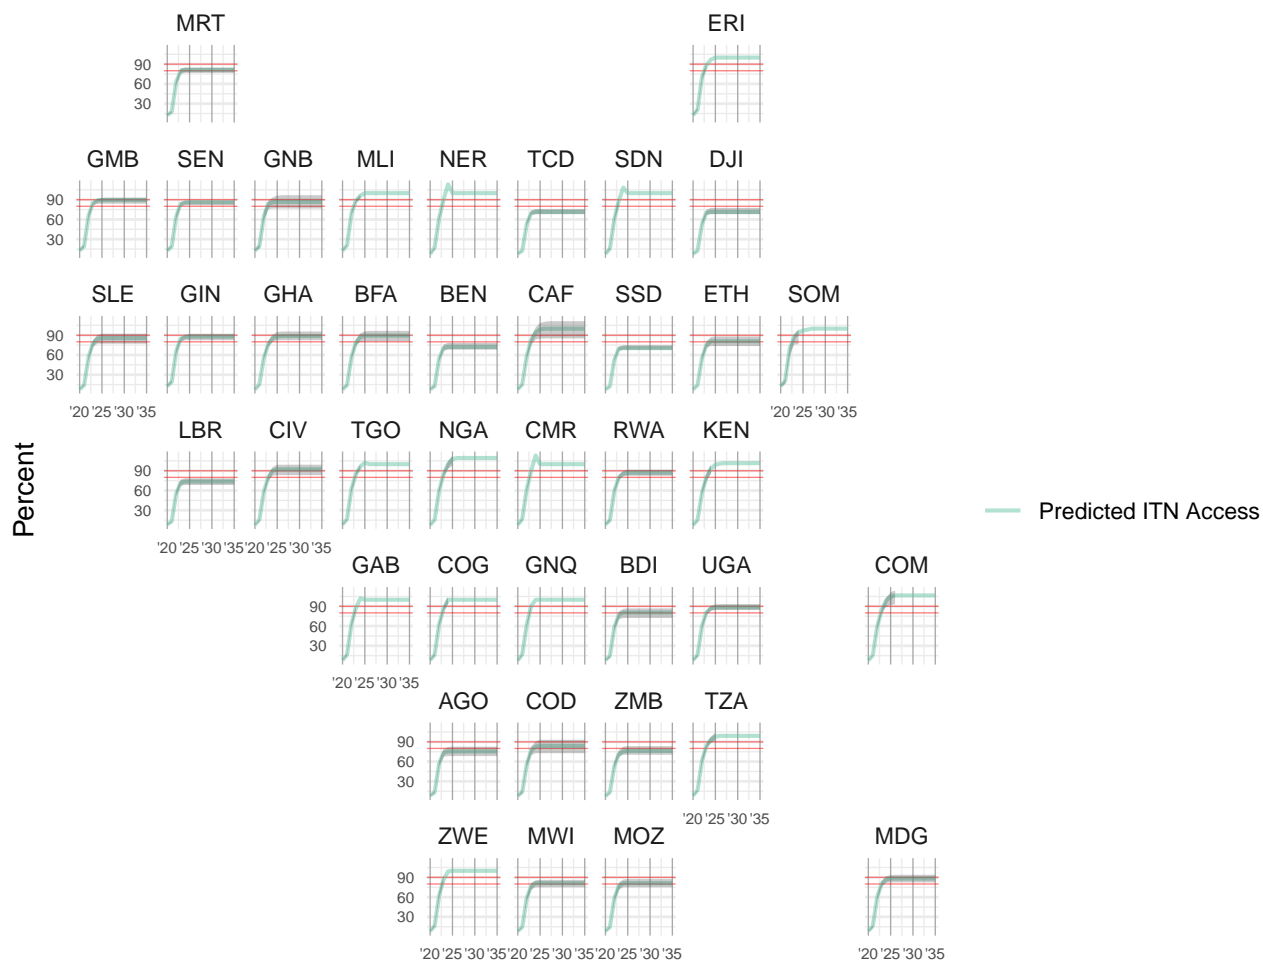 MRT ERI
90
60
30
GMB SEN GNB MLI NER TCD SDN DJI
90
60
30
SLE GIN GHA BFA BEN CAF SSD ETH SOM
90
60
30
'20 '25 '30 '35 '20 '25 '30 '35
LBR CIV TGO NGA CMR RWA KEN
90
60
30
'20 '25 '30 '35 '20 '25 '30 '35
Percent
Predicted ITN Access
GAB COG GNQ BDI UGA COM
90
60
30
'20 '25 '30 '35 '20 '25 '30 '35
AGO COD ZMB TZA
90
60
30
'20 '25 '30 '35
ZWE MWI MOZ MDG
90
60
30
'20 '25 '30 '35 '20 '25 '30 '35 '20 '25 '30 '35 '20 '25 '30 '35